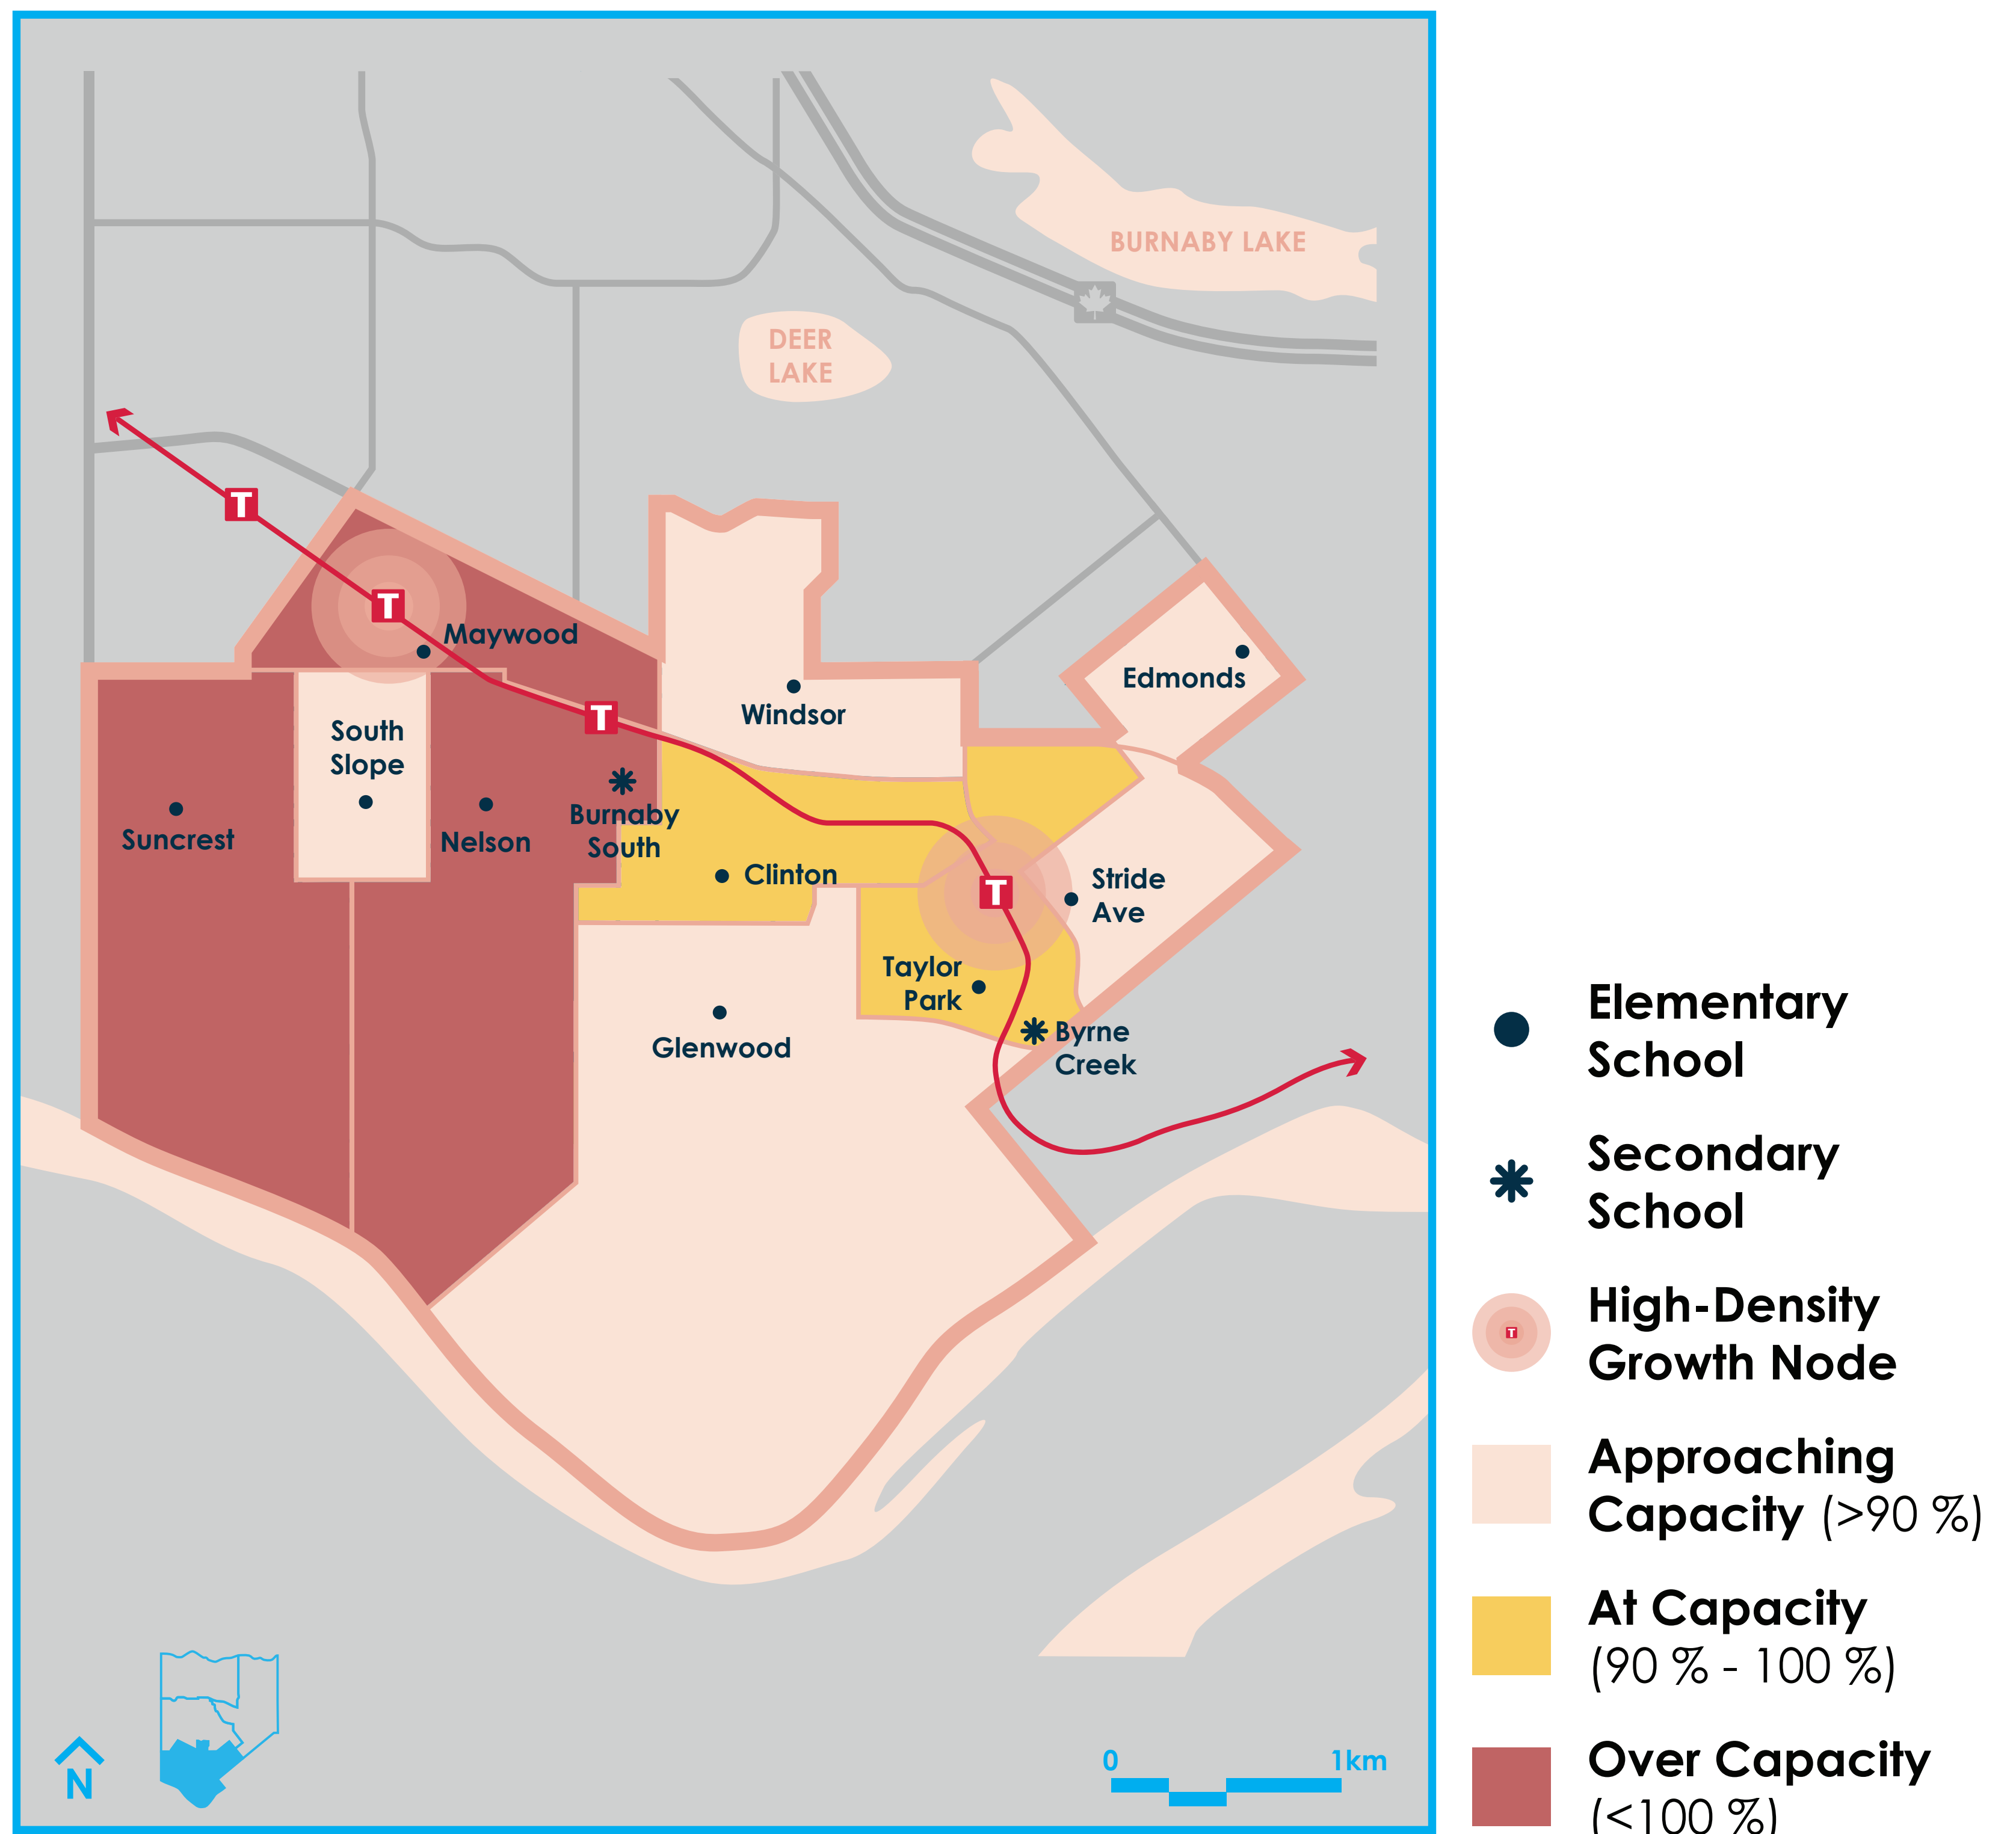 BURNABY LAKE
DEER
LAKE
T
T
Maywood
Edmonds
T
Windsor
South
Slope
Burnaby
South
Suncrest
Nelson
Clinton
T
Stride
Ave
Taylor
Park
Byrne
Creek
Glenwood
N
0
1km
Elementary
School
Secondary
School
T
High-Density
Growth Node
Approaching
Capacity (>90 %)
At Capacity
(90 % - 100 %)
Over Capacity
(<100 %)